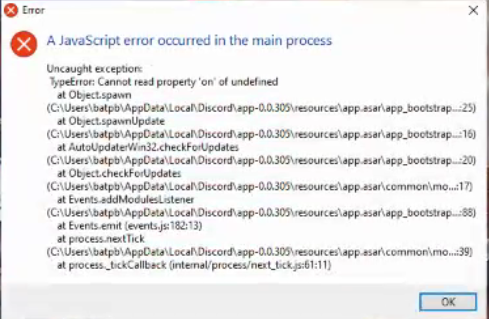 Error
A JavaScript error occurred in the main process
Uncaught exception:
TypeError: Cannot read property 'on' of undefined
at Object.spawn
(C:\Users\batpb\AppData\Local\Discord\app-0.0.305\resources\app.asar\app_bootstrap...:25)
at Object.spawnUpdate
(C:\Users\batpb\AppData\Local\Discord\app-0.0.305\resources\app.asar\app_bootstrap...:16)
at AutoUpdaterWin32.checkForUpdates
(C:\Users\batpb\AppData\Local\Discord\app-0.0.305\resources\app.asar\app_bootstrap...:20)
at Object.checkForUpdates
(C:\Users\batpb\AppData\Local\Discord\app-0.0.305\resources\app.asar\common\mo...:17)
at Events.addModulesListener
(C:\Users\batpb\AppData\Local\Discord\app-0.0.305\resources\app.asar\app_bootstrap...:88)
at Events.emit (events.js:182:13)
at process.nextTick
(C:\Users\batpb\AppData\Local\Discord\app-0.0.305\resources\app.asar\common\mo...:39)
at process._tickCallback (internal/process/next_tick.js:61:11)
OK